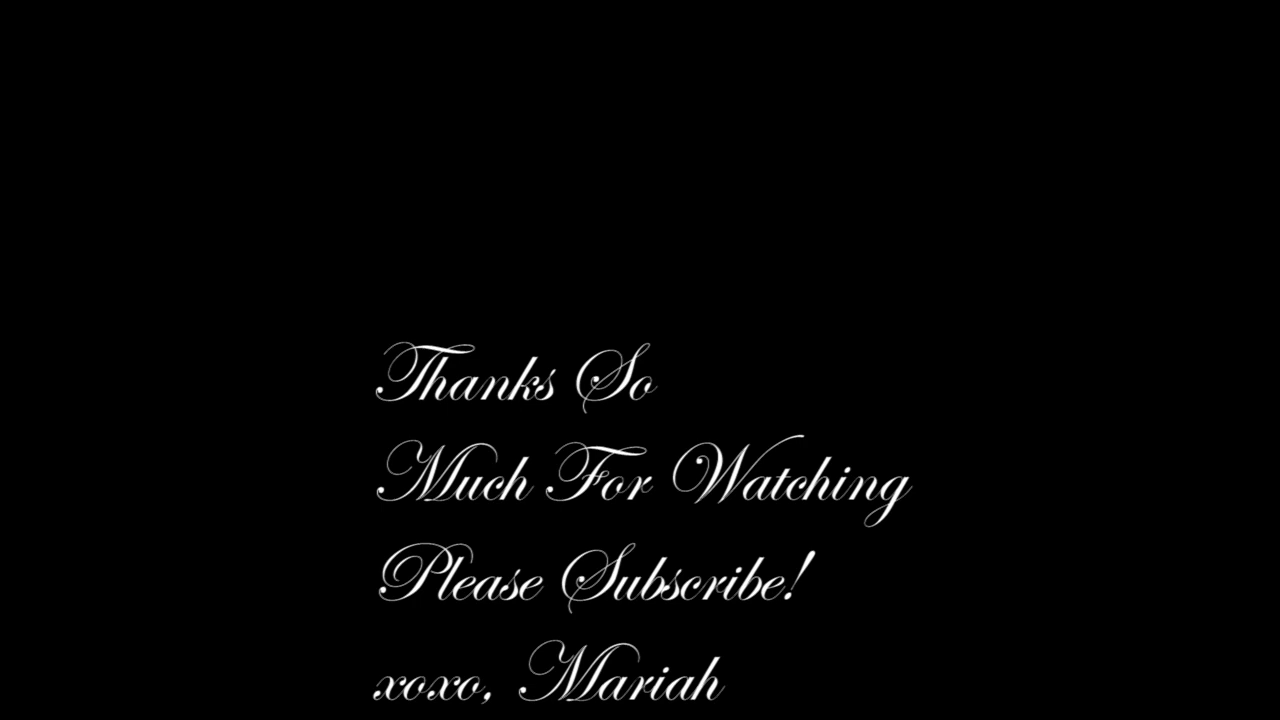 Thanks So
Much For Watching
Please Subscribe!
xoxo, Mariah